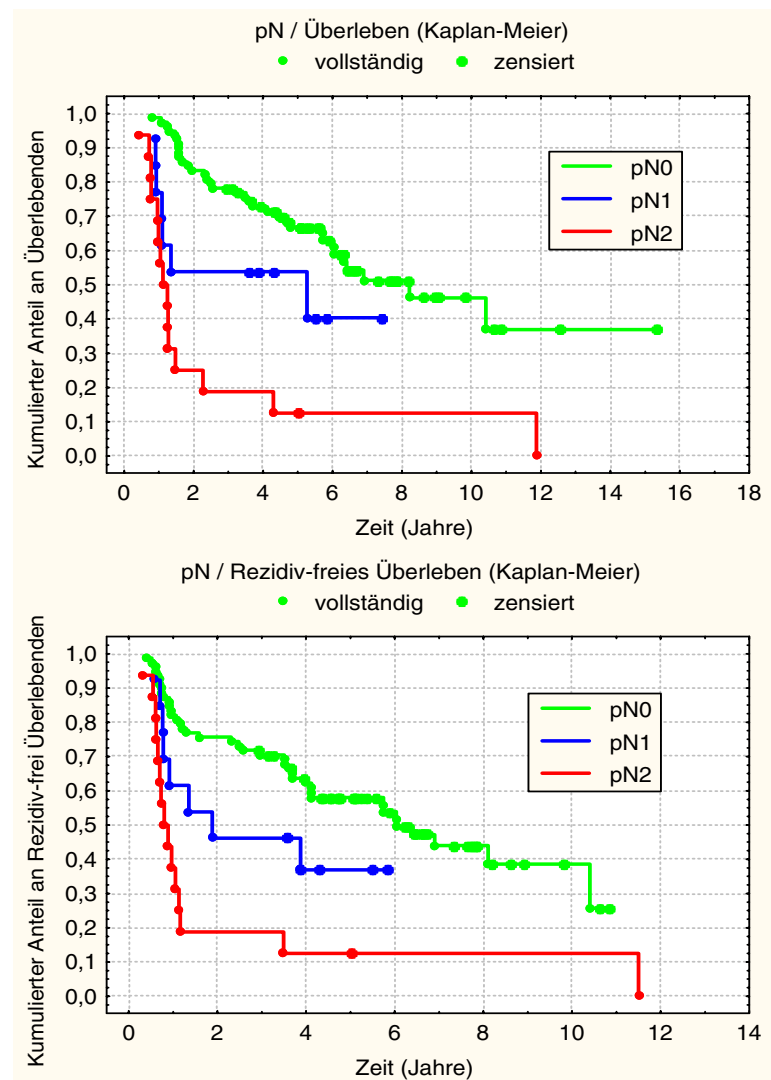 pN / Überleben (Kaplan-Meier)
vollständig zensiert
Kumulierter Anteil an Überlebenden
1,0
0,9
0,8
0,7
0,6
0,5
0,4
0,3
0,2
0,1
0,0
pN0
pN1
pN2
0 2 4 6 8 10 12 14 16 18
Zeit (Jahre)
pN / Rezidiv-freies Überleben (Kaplan-Meier)
vollständig zensiert
Kumulierter Anteil an Rezidiv-frei Überlebenden
1,0
0,9
0,8
0,7
0,6
0,5
0,4
0,3
0,2
0,1
0,0
pN0
pN1
pN2
0 2 4 6 8 10 12 14
Zeit (Jahre)